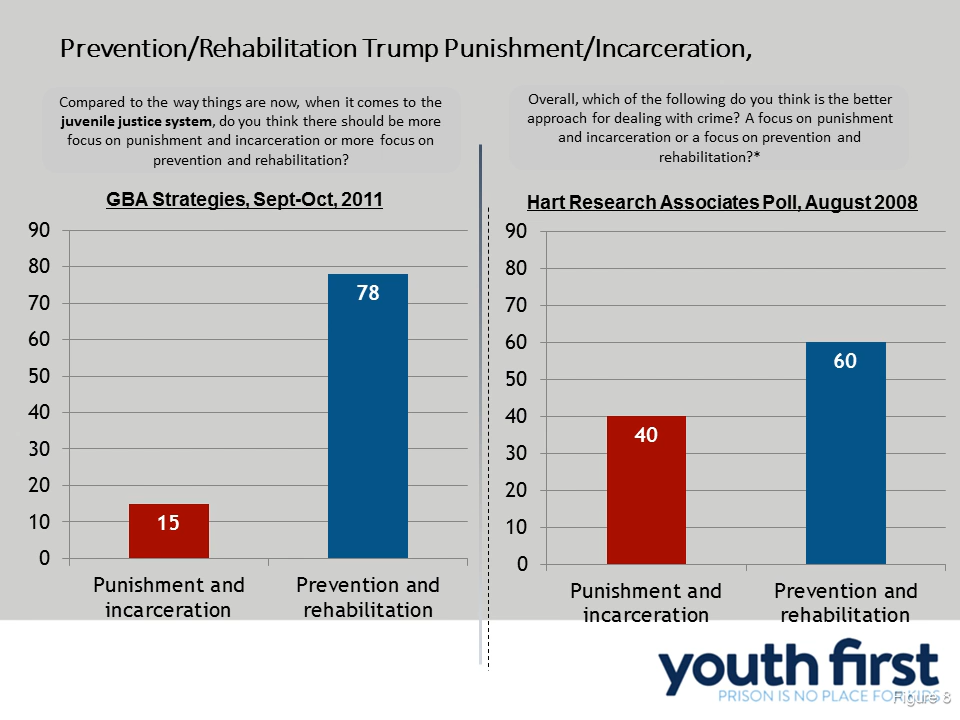 Prevention/Rehabilitation Trump Punishment/Incarceration,
Compared to the way things are now, when it comes to the
juvenile justice system, do you think there should be more
focus on punishment and incarceration or more focus on
prevention and rehabilitation?
GBA Strategies, Sept-Oct, 2011
90
80
70
60
50
40
30
20
10
0
78
15
Punishment and
incarceration
Prevention and
rehabilitation
Overall, which of the following do you think is the better
approach for dealing with crime? A focus on punishment
and incarceration or a focus on prevention and
rehabilitation?*
Hart Research Associates Poll, August 2008
90
80
70
60
50
40
30
20
10
0
60
40
Punishment and
incarceration
Prevention and
rehabilitation
youth first
PRISON IS NO PLACE FOR KIDS
Figure 8